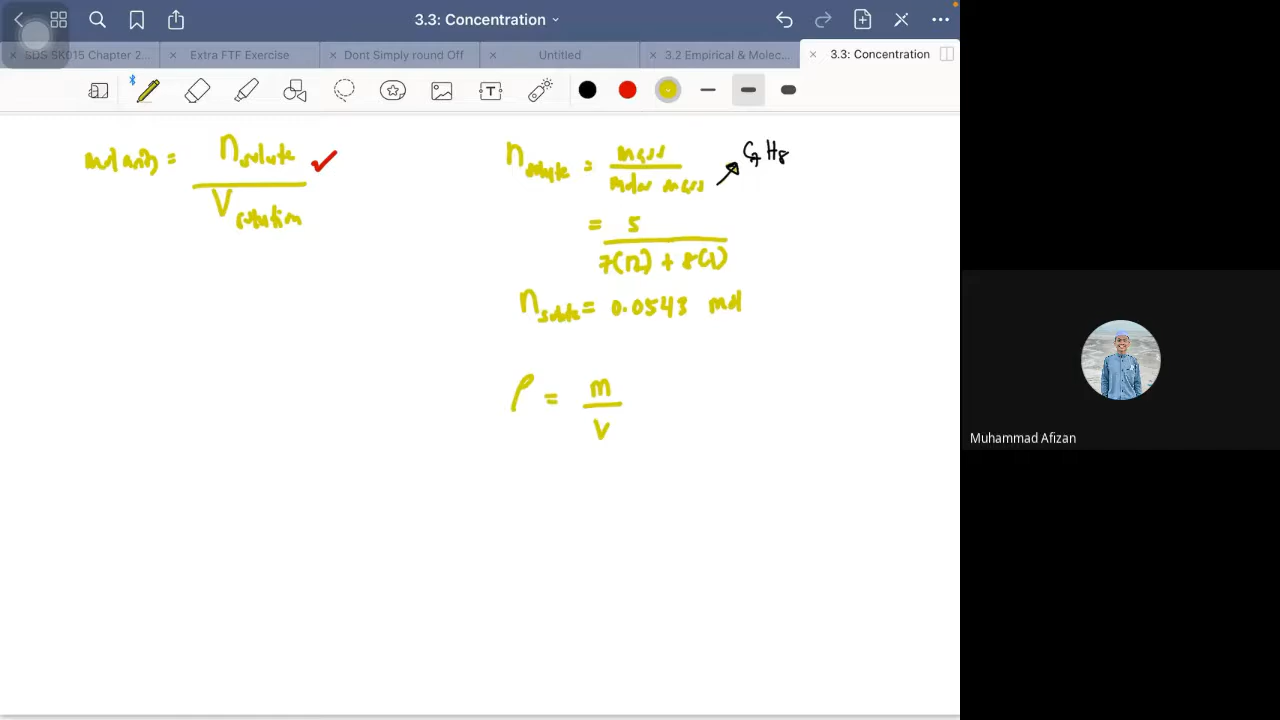 3.3: Concentration
SDS SK015 Chapter 2...
Extra FTF Exercise
Dont Simply round Off
Untitled
3.2 Empirical & Molec...
3.3: Concentration
molarity = n solute / V solution ✓
n solute = mass / molar mass → C7H8
= 5 / 7(12) + 8(1)
n solute = 0.0543 mol
ρ = m / V
Muhammad Afizan